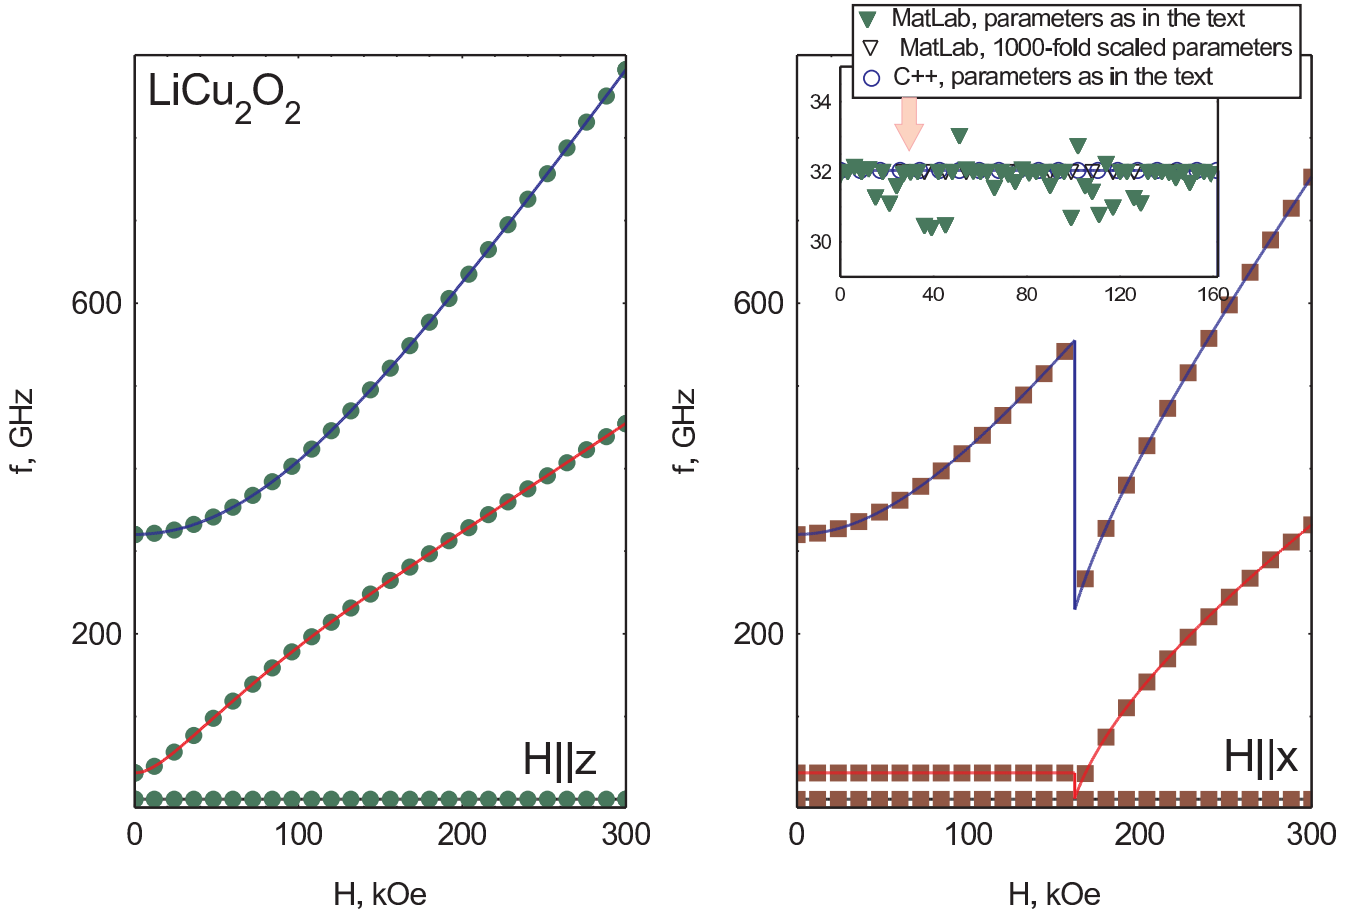 MatLab, parameters as in the text
MatLab, 1000-fold scaled parameters
C++, parameters as in the text
LiCu2O2
34
32
30
0 40 80 120 160
600
200
f, GHz
H||z
0 100 200 300
H, kOe
600
200
f, GHz
H||x
0 100 200 300
H, kOe